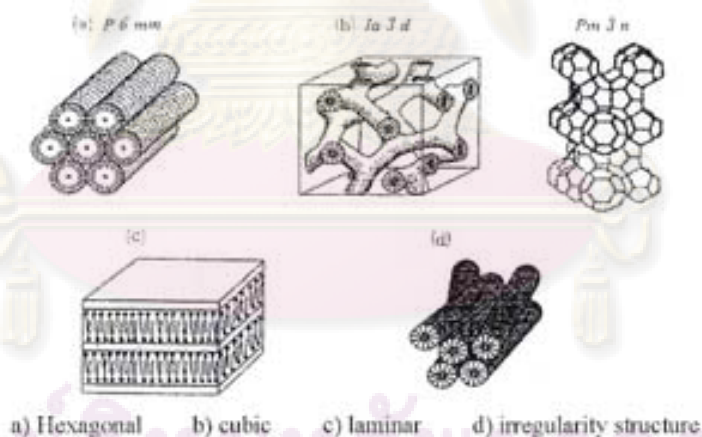 (a) P 6 mm (b) Ia 3 d Pm 3 n
(c) (d)
a) Hexagonal b) cubic c) laminar d) irregularity structure